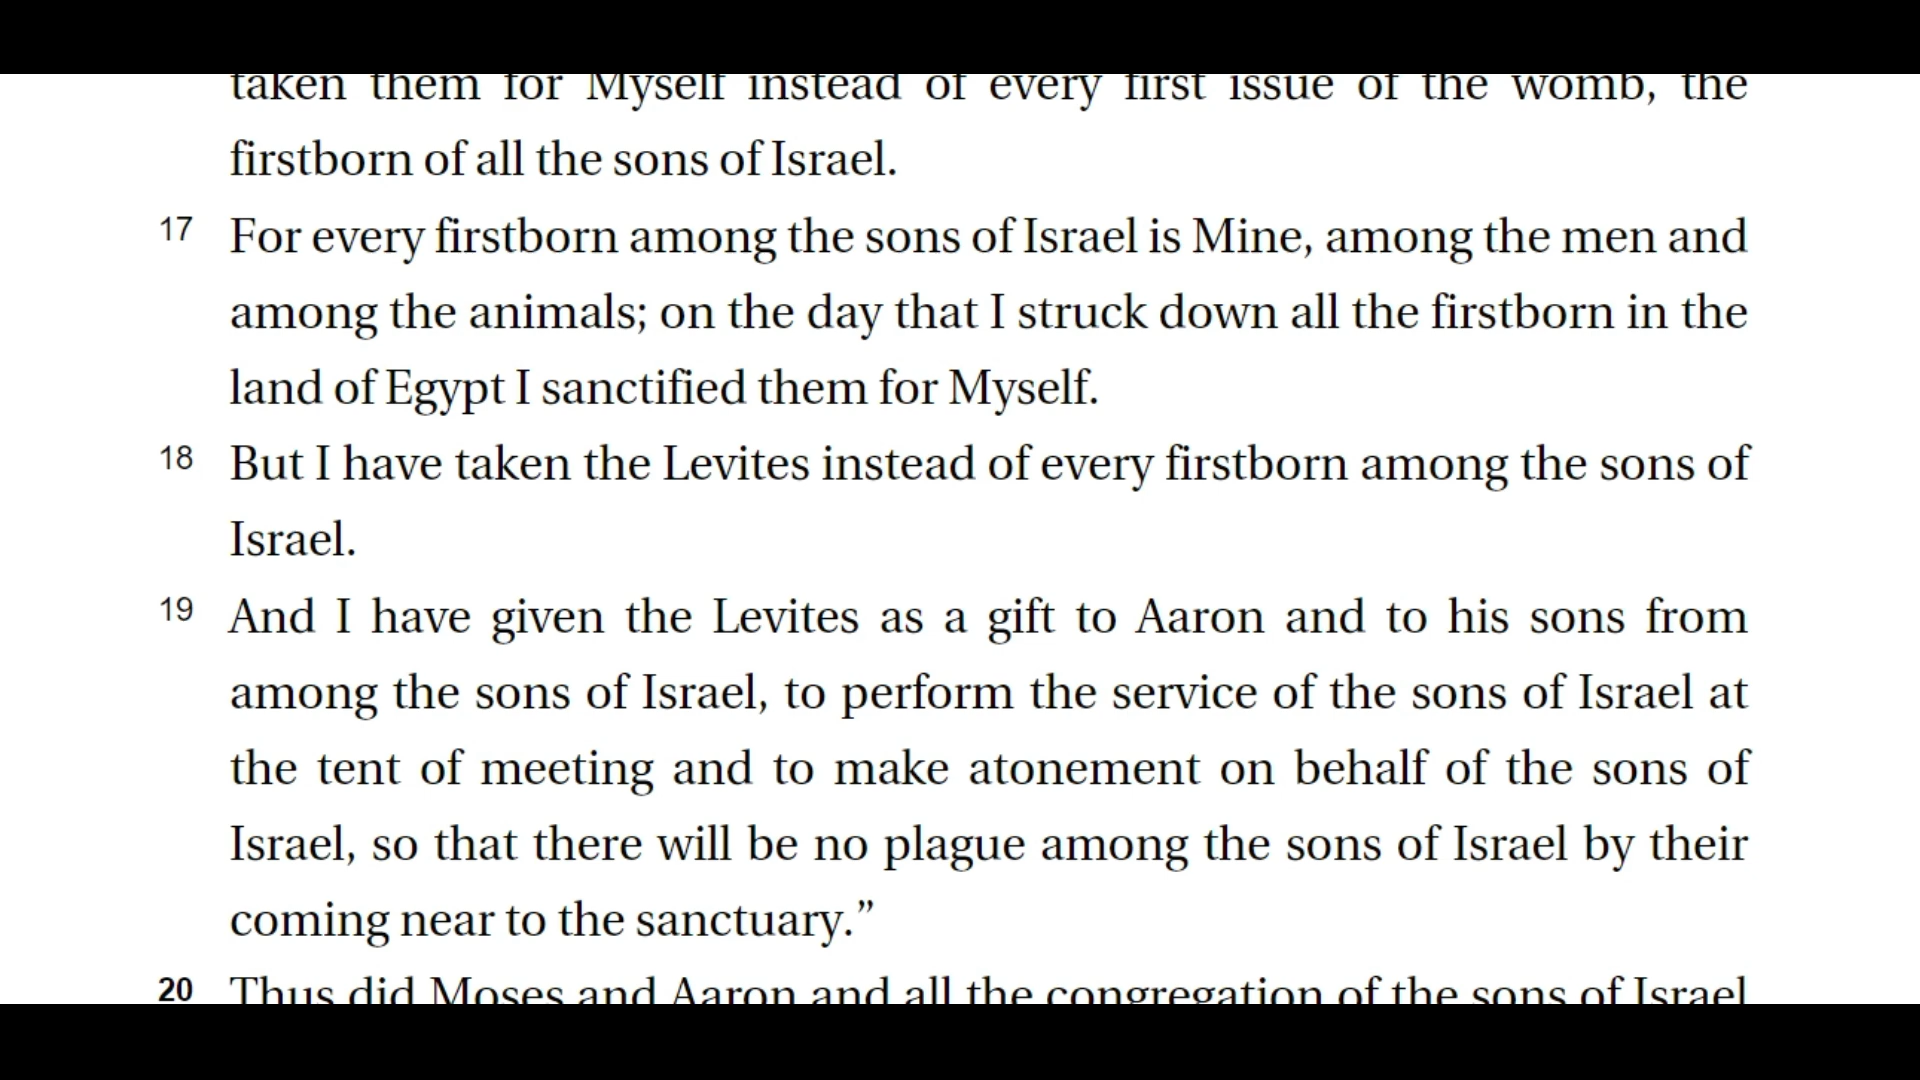 taken them for Myself instead of every first issue of the womb, the
firstborn of all the sons of Israel.
17 For every firstborn among the sons of Israel is Mine, among the men and
among the animals; on the day that I struck down all the firstborn in the
land of Egypt I sanctified them for Myself.
18 But I have taken the Levites instead of every firstborn among the sons of
Israel.
19 And I have given the Levites as a gift to Aaron and to his sons from
among the sons of Israel, to perform the service of the sons of Israel at
the tent of meeting and to make atonement on behalf of the sons of
Israel, so that there will be no plague among the sons of Israel by their
coming near to the sanctuary.”
20 Thus did Moses and Aaron and all the congregation of the sons of Israel